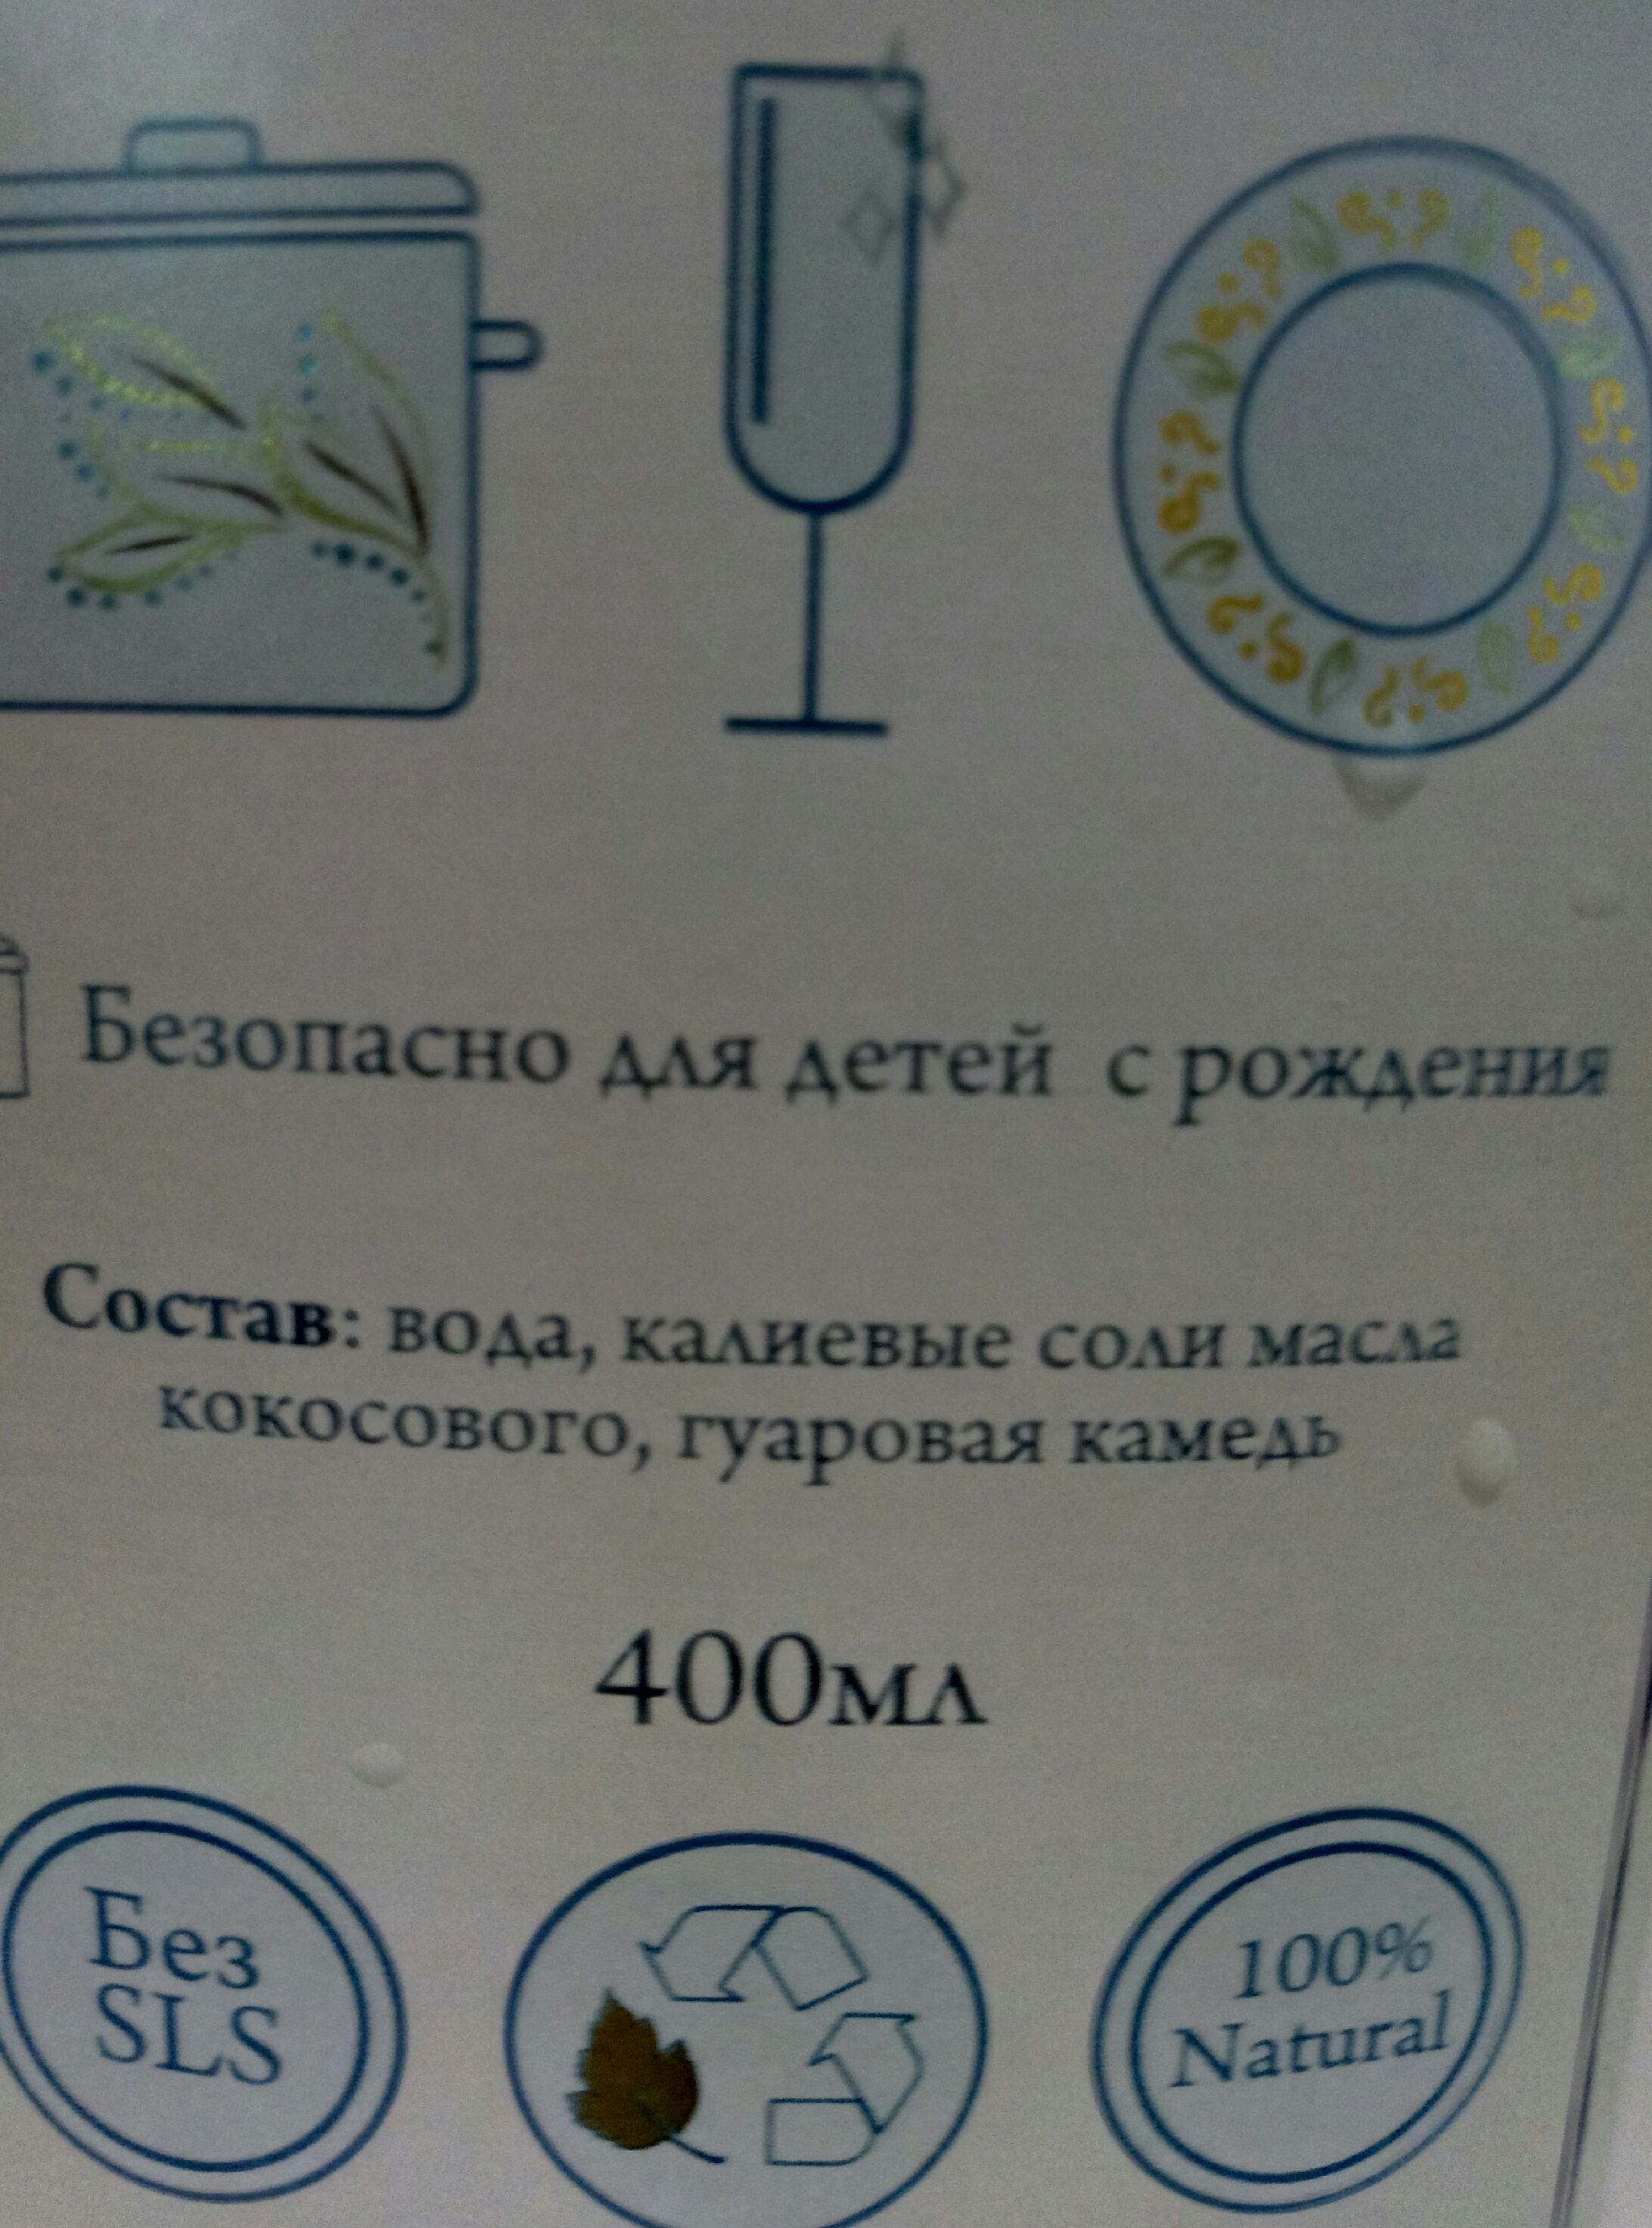 Безопасно для детей с рождения
Состав: вода, калиевые соли масла
кокосового, гуаровая камедь
400мл
Без
SLS
100%
Natural